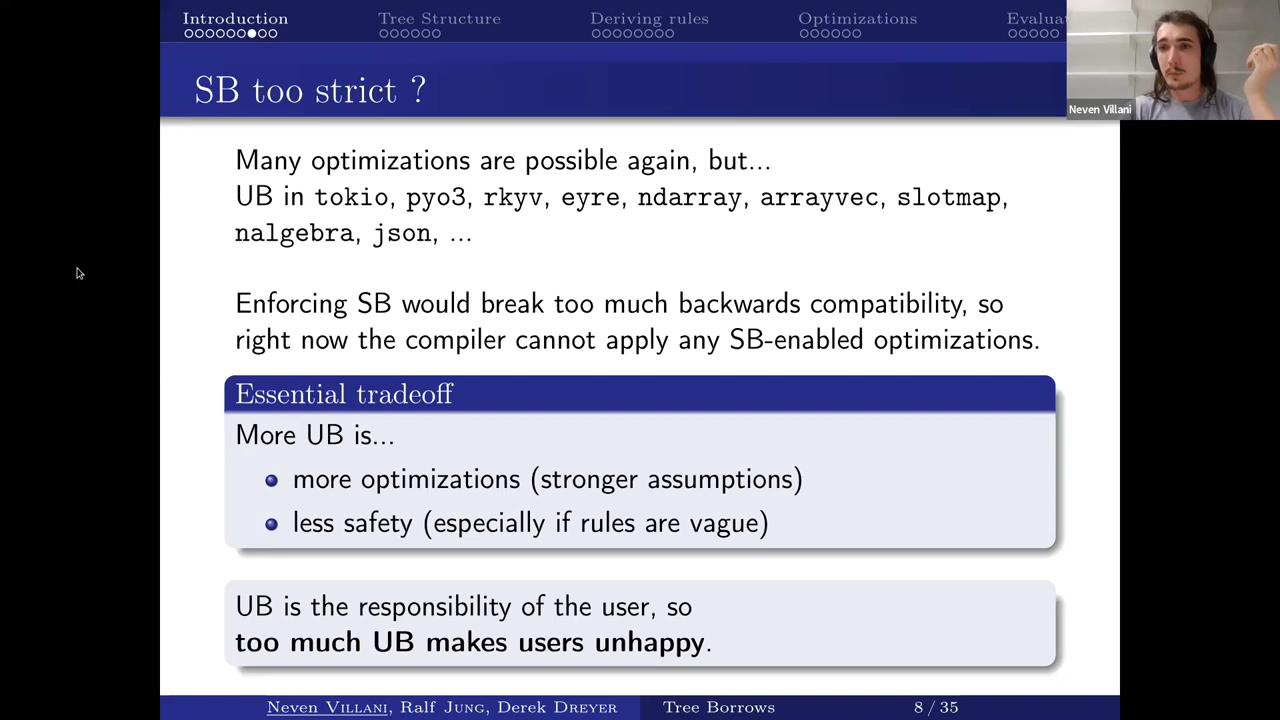 Introduction
Tree Structure
Deriving rules
Optimizations
SB too strict ?
Neven Villani
Many optimizations are possible again, but...
UB in tokio, pyo3, rkyv, eyre, ndarray, arrayvec, slotmap,
nalgebra, json, ...
Enforcing SB would break too much backwards compatibility, so
right now the compiler cannot apply any SB-enabled optimizations.
Essential tradeoff
More UB is...
more optimizations (stronger assumptions)
less safety (especially if rules are vague)
UB is the responsibility of the user, so
too much UB makes users unhappy.
Neven Villani, Ralf Jung, Derek Dreyer
Tree Borrows
8 / 35